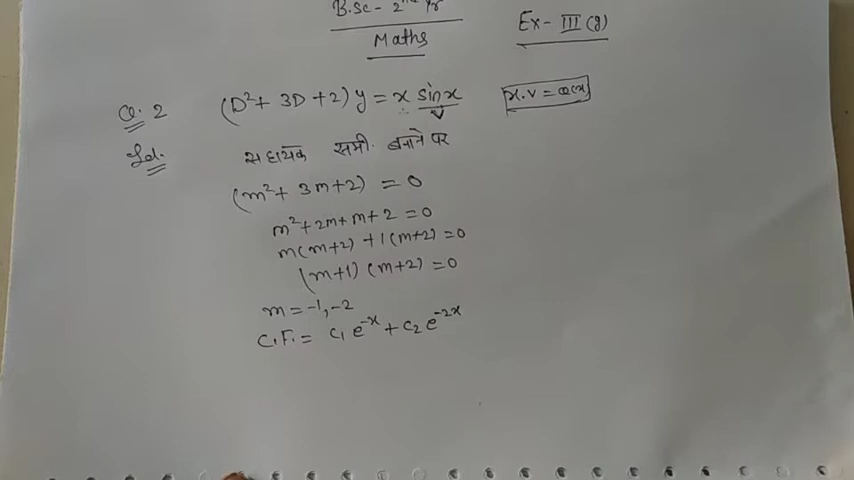 B.Sc - 2nd Yr
Maths
Ex- III (g)
Q. 2 (D²+ 3D+2) y = x sinx
V
x.V = Q(x)
Sol. सहायक समी. बनाने पर
(m²+ 3m+2) = 0
m²+2m+m+2=0
m(m+2) +1(m+2)=0
(m+1) (m+2)=0
m=-1,-2
C.F.= c₁ e⁻ˣ + c₂ e⁻²ˣ